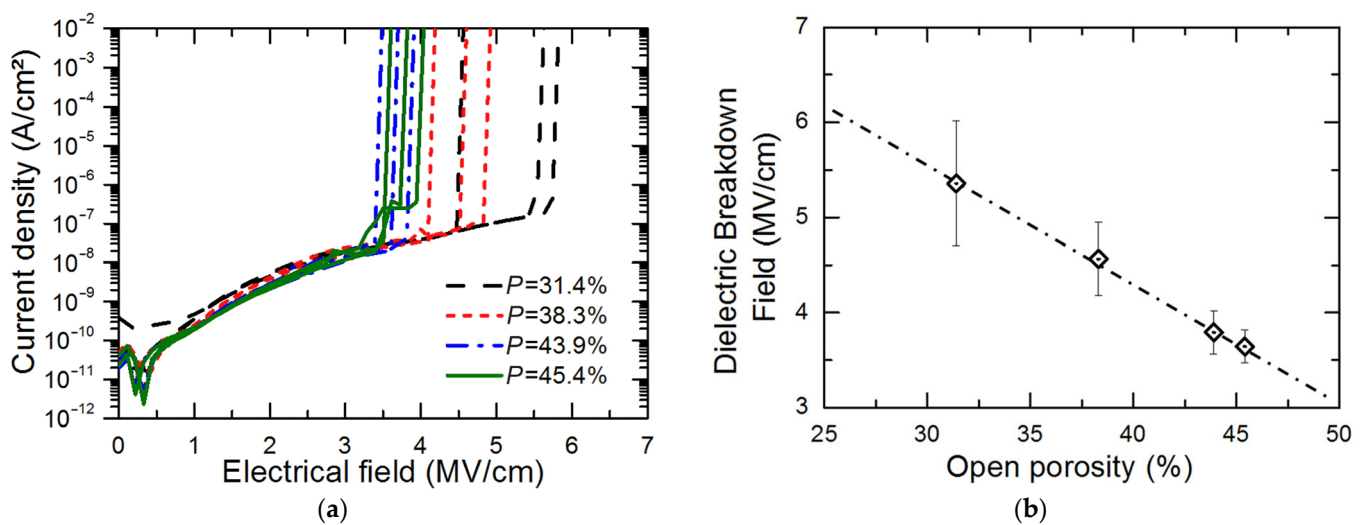 10⁻²
10⁻³
10⁻⁴
10⁻⁵
10⁻⁶
10⁻⁷
10⁻⁸
10⁻⁹
10⁻¹⁰
10⁻¹¹
10⁻¹²
Current density (A/cm²)
P=31.4%
P=38.3%
P=43.9%
P=45.4%
0 1 2 3 4 5 6 7
Electrical field (MV/cm)
(a)
7
6
5
4
3
Dielectric Breakdown
Field (MV/cm)
25 30 35 40 45 50
Open porosity (%)
(b)